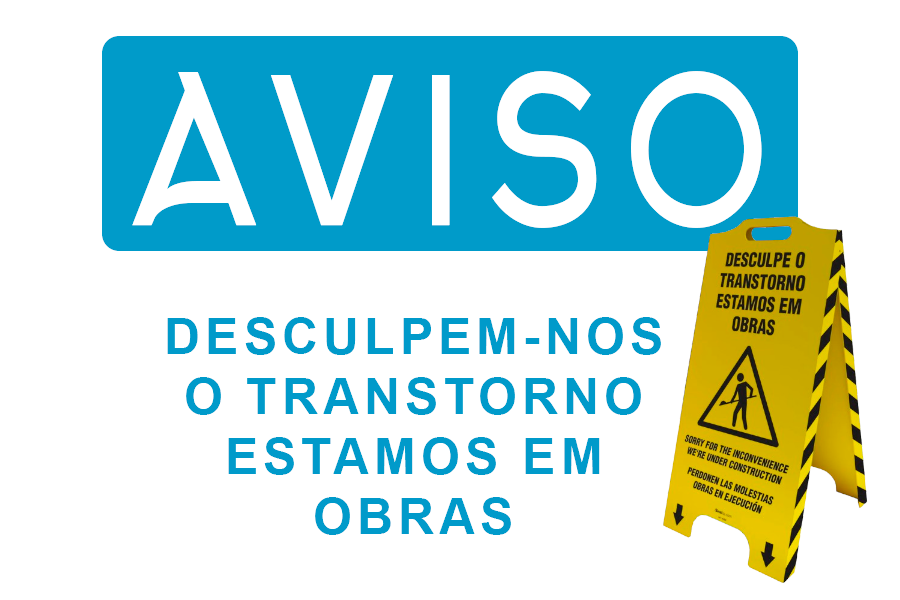 AVISO
DESCULPEM-NOS
O TRANSTORNO
ESTAMOS EM
OBRAS
DESCULPE O
TRANSTORNO
ESTAMOS EM
OBRAS
SORRY FOR THE INCONVENIENCE
WE'RE UNDER CONSTRUCTION
PERDONEN LAS MOLESTIAS
OBRAS EN EJECUCIÓN